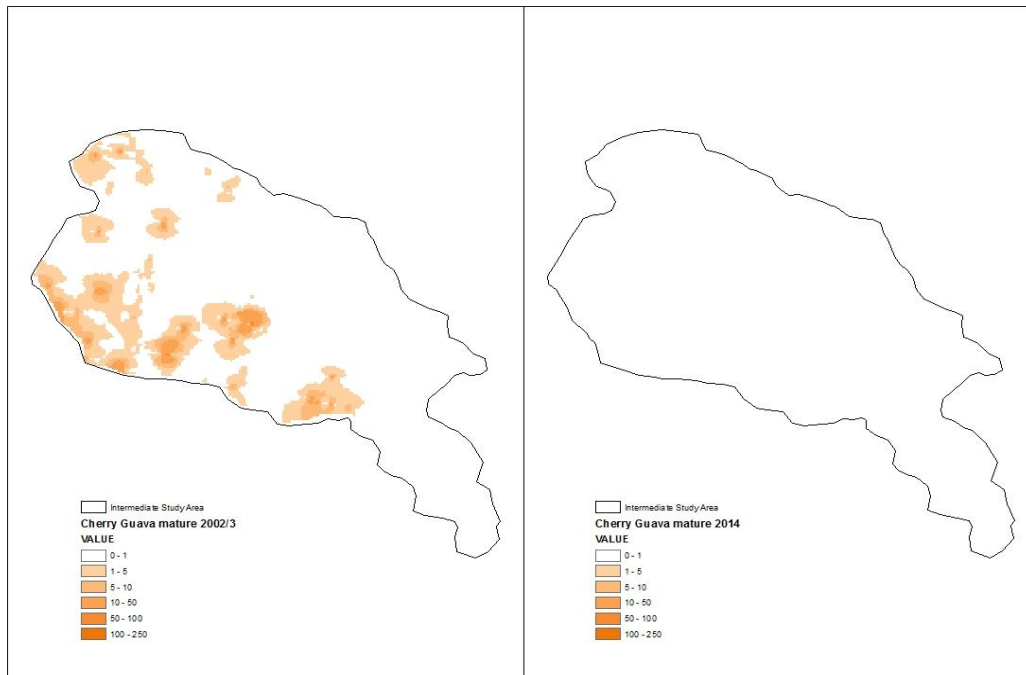 Intermediate Study Area
Cherry Guava mature 2002/3
VALUE
0 - 1
1 - 5
5 - 10
10 - 50
50 - 100
100 - 250
Intermediate Study Area
Cherry Guava mature 2014
VALUE
0 - 1
1 - 5
5 - 10
10 - 50
50 - 100
100 - 250